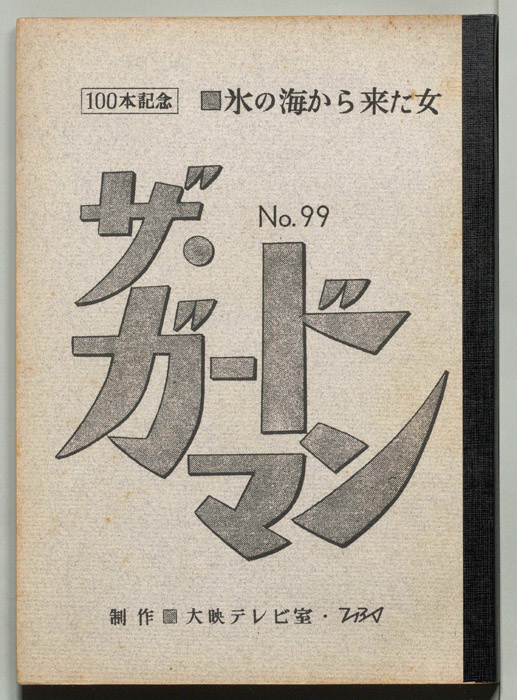 100本記念 ■氷の海から来た女
No.99
ザ・
ガードマン
制作■大映テレビ室・TBS